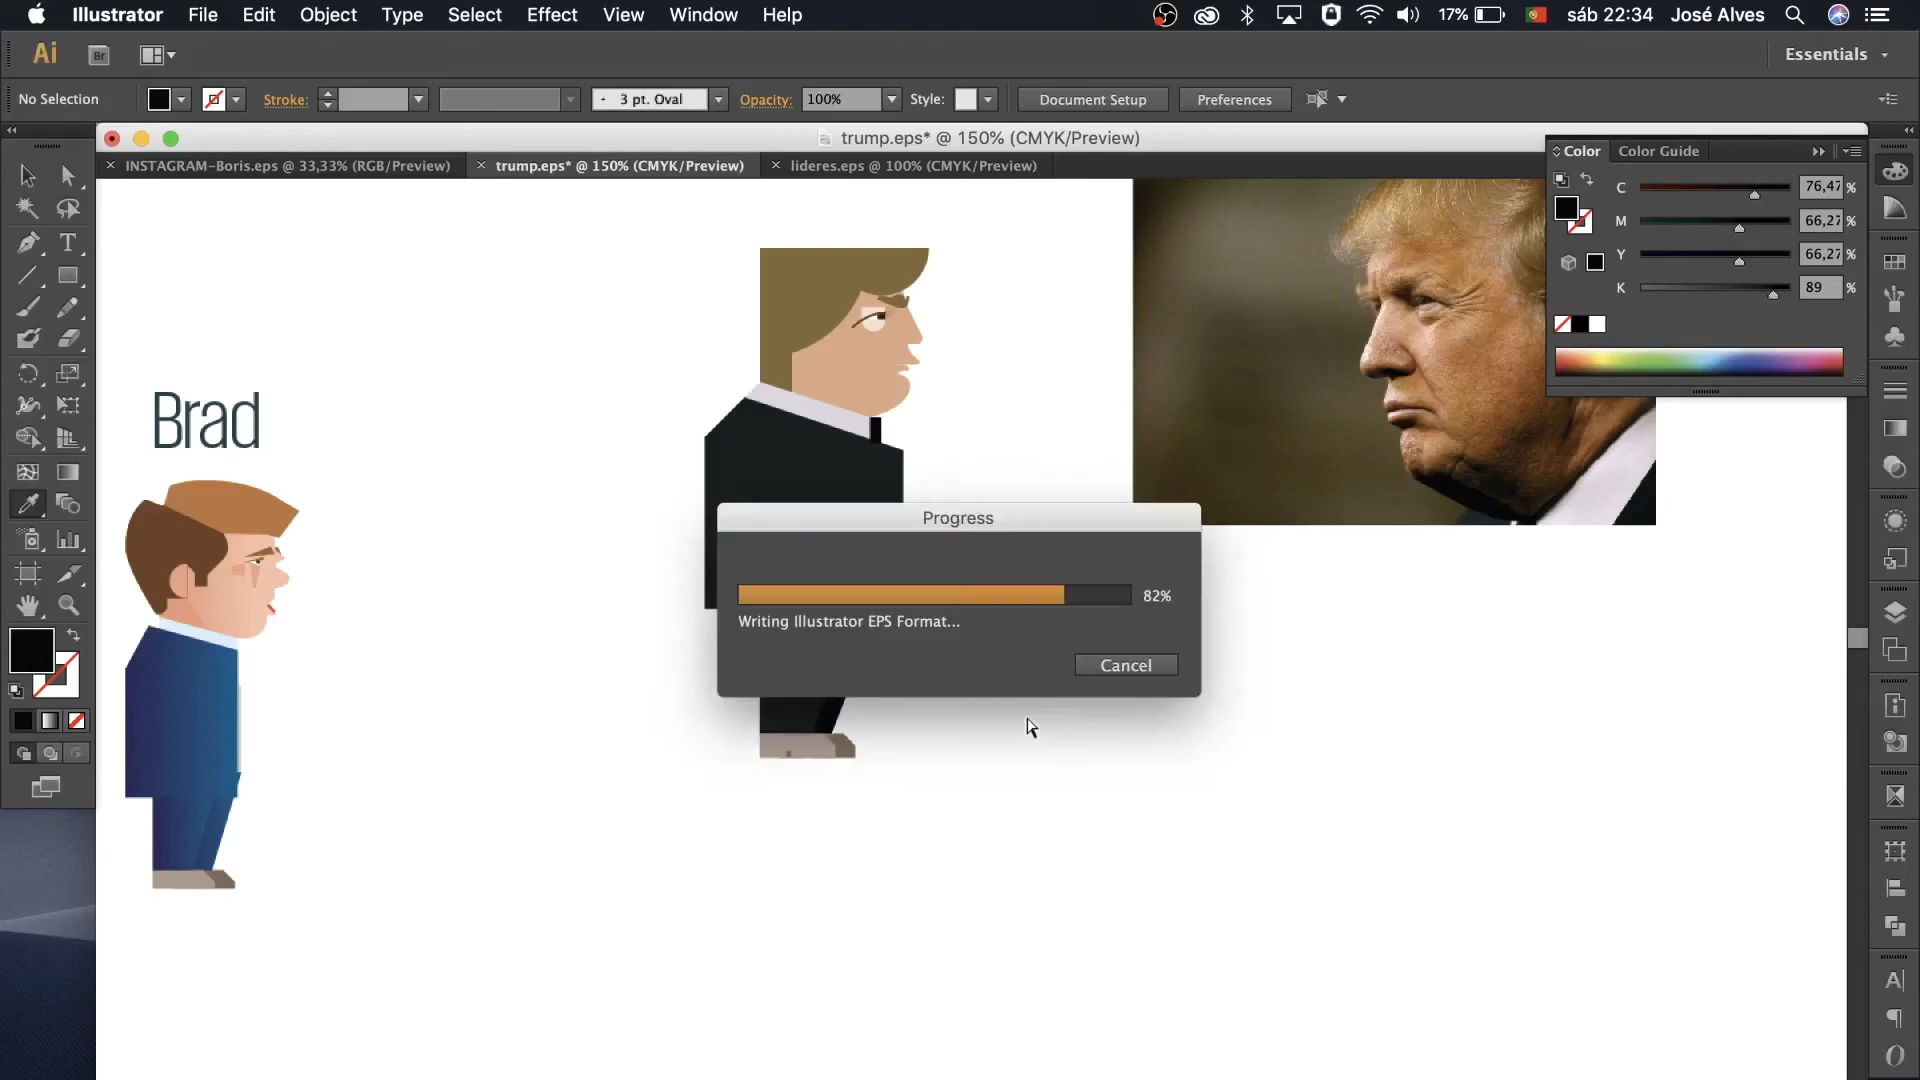 Illustrator File Edit Object Type Select Effect View Window Help 17% sáb 22:34 José Alves
Ai Br Essentials
No Selection Stroke: 3 pt. Oval Opacity: 100% Style: Document Setup Preferences
trump.eps* @ 150% (CMYK/Preview)
INSTAGRAM-Boris.eps @ 33,33% (RGB/Preview) trump.eps* @ 150% (CMYK/Preview) lideres.eps @ 100% (CMYK/Preview)
Color Color Guide
C 76,47 %
M 66,27 %
Y 66,27 %
K 89 %
Brad
Progress
82%
Writing Illustrator EPS Format...
Cancel